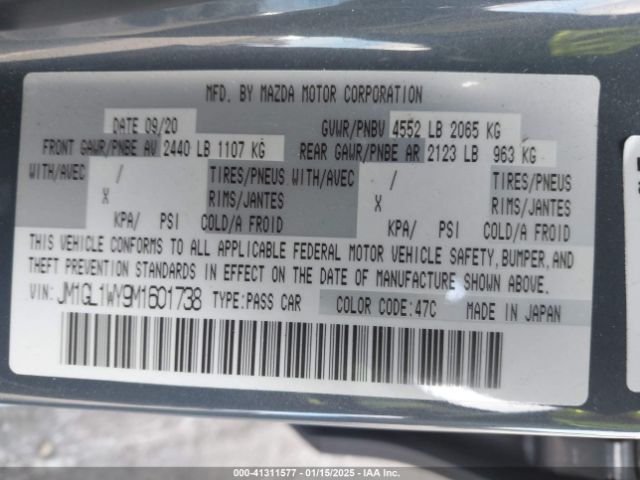 MFD. BY MAZDA MOTOR CORPORATION
DATE 09/20 GVWR/PNBV 4552 LB 2065 KG
FRONT GAWR/PNBE AV 2440 LB 1107 KG REAR GAWR/PNBE AR 2123 LB 963 KG
WITH/AVEC / TIRES/PNEUS WITH/AVEC / TIRES/PNEUS
X RIMS/JANTES X RIMS/JANTES
KPA/ PSI COLD/A FROID KPA/ PSI COLD/A FROID
THIS VEHICLE CONFORMS TO ALL APPLICABLE FEDERAL MOTOR VEHICLE SAFETY, BUMPER, AND
THEFT PREVENTION STANDARDS IN EFFECT ON THE DATE OF MANUFACTURE SHOWN ABOVE.
VIN: JM1GL1WY9M1601738 TYPE:PASS CAR COLOR CODE:47C MADE IN JAPAN
00-41311577 - 01/15/2025 - IAA Inc.